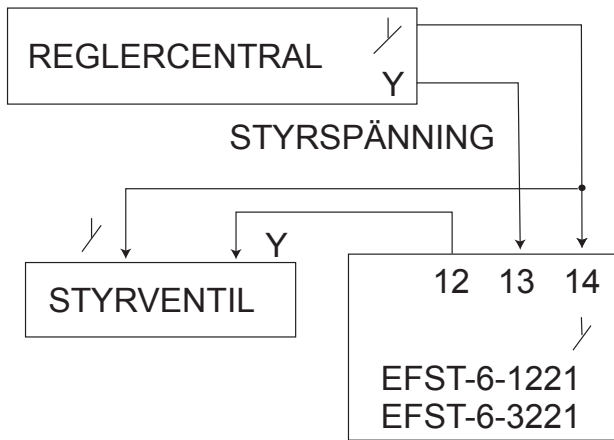 REGLERCENTRAL
Y
STYRSPÄNNING
Y
STYRVENTIL
12 13 14
EFST-6-1221
EFST-6-3221